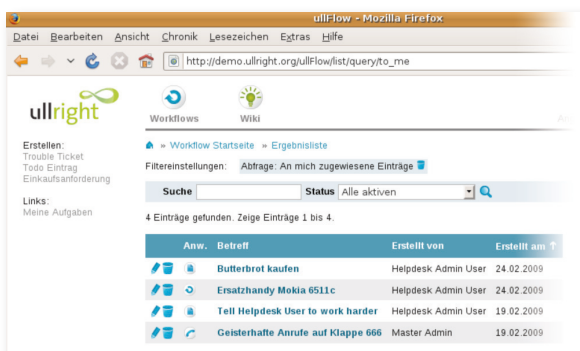 ullFlow - Mozilla Firefox
Datei Bearbeiten Ansicht Chronik Lesezeichen Extras Hilfe
http://demo.ullright.org/ullFlow/list/query/to_me
ullright
Workflows Wiki
Erstellen:
Trouble Ticket
Todo Eintrag
Einkaufsanforderung
Links:
Meine Aufgaben
» Workflow Startseite » Ergebnisliste
Filtereinstellungen: Abfrage: An mich zugewiesene Einträge
Suche Status Alle aktiven
4 Einträge gefunden. Zeige Einträge 1 bis 4.
Anw. Betreff Erstellt von Erstellt am ↑
Butterbrot kaufen Helpdesk Admin User 24.02.2009
Ersatzhandy Mokia 6511c Helpdesk Admin User 24.02.2009
Tell Helpdesk User to work harder Helpdesk Admin User 19.02.2009
Geisterhafte Anrufe auf Klappe 666 Master Admin 19.02.2009